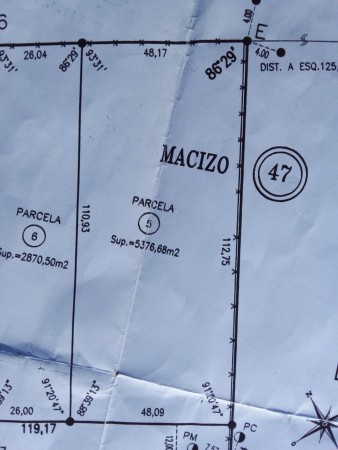 6
4.00
E
26,04
86°29'
93°31'
48,17
86°29'
4.00
DIST. A ESQ.125,
MACIZO
47
PARCELA
5
Sup.=5376,68m2
PARCELA
6
Sup.=2870,50m2
110,93
112,75
91°20'47"
88°39'13"
91°20'47"
26,00
48,09
119,17
12,00
PM
PC
N